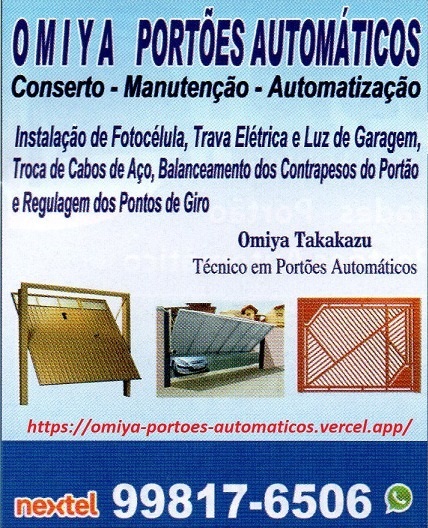 OMIYA PORTÕES AUTOMÁTICOS
Conserto - Manutenção - Automatização
Instalação de Fotocélula, Trava Elétrica e Luz de Garagem,
Troca de Cabos de Aço, Balanceamento dos Contrapesos do Portão
e Regulagem dos Pontos de Giro
Omiya Takakazu
Técnico em Portões Automáticos
https://omiya-portoes-automaticos.vercel.app/
nextel 99817-6506